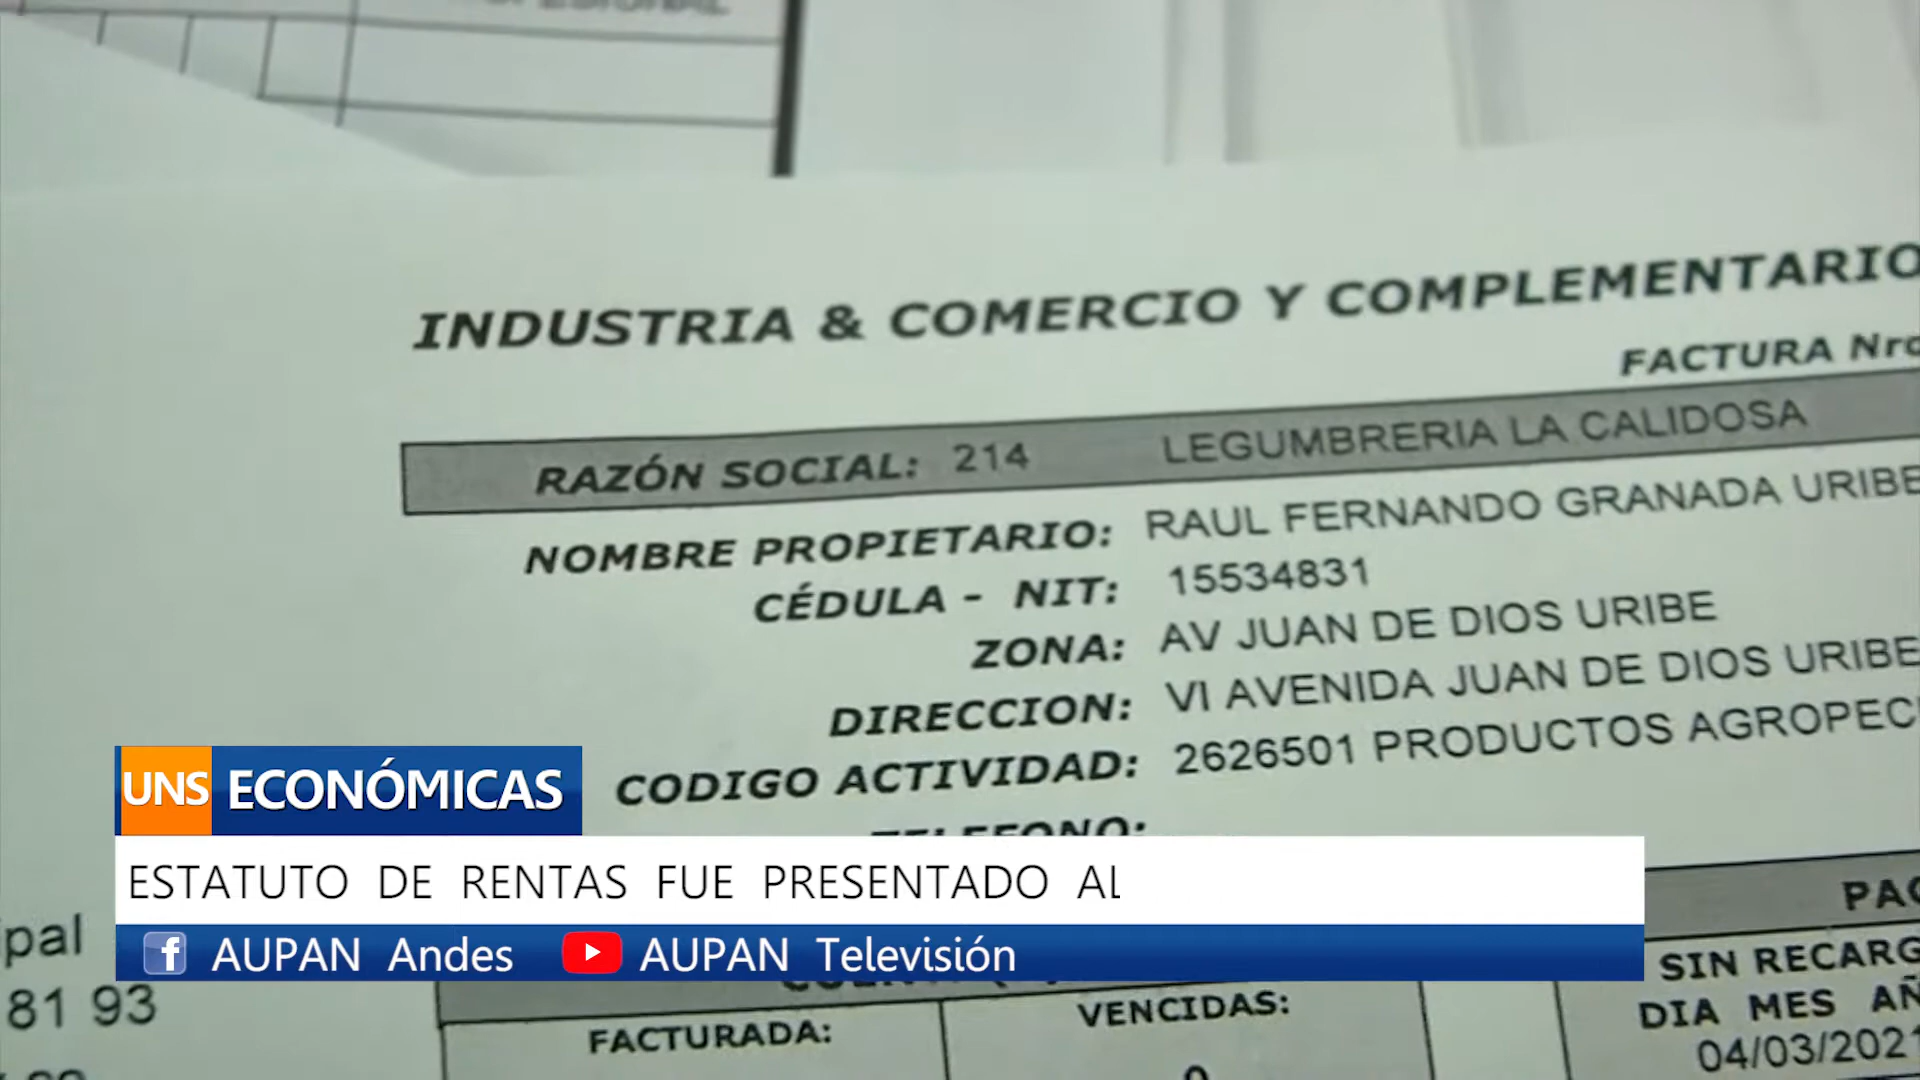 INDUSTRIA & COMERCIO Y COMPLEMENTARIO
FACTURA Nro
RAZÓN SOCIAL: 214 LEGUMBRERIA LA CALIDOSA
NOMBRE PROPIETARIO: RAUL FERNANDO GRANADA URIBE
CÉDULA - NIT: 15534831
ZONA: AV JUAN DE DIOS URIBE
DIRECCION: VI AVENIDA JUAN DE DIOS URIBE
CODIGO ACTIVIDAD: 2626501 PRODUCTOS AGROPEC
TELEFONO:
UNS ECONÓMICAS
ESTATUTO DE RENTAS FUE PRESENTADO AL
AUPAN Andes AUPAN Televisión
pal
81 93
PAG
SIN RECARG
DIA MES AÑ
04/03/2021
FACTURADA:
VENCIDAS:
0